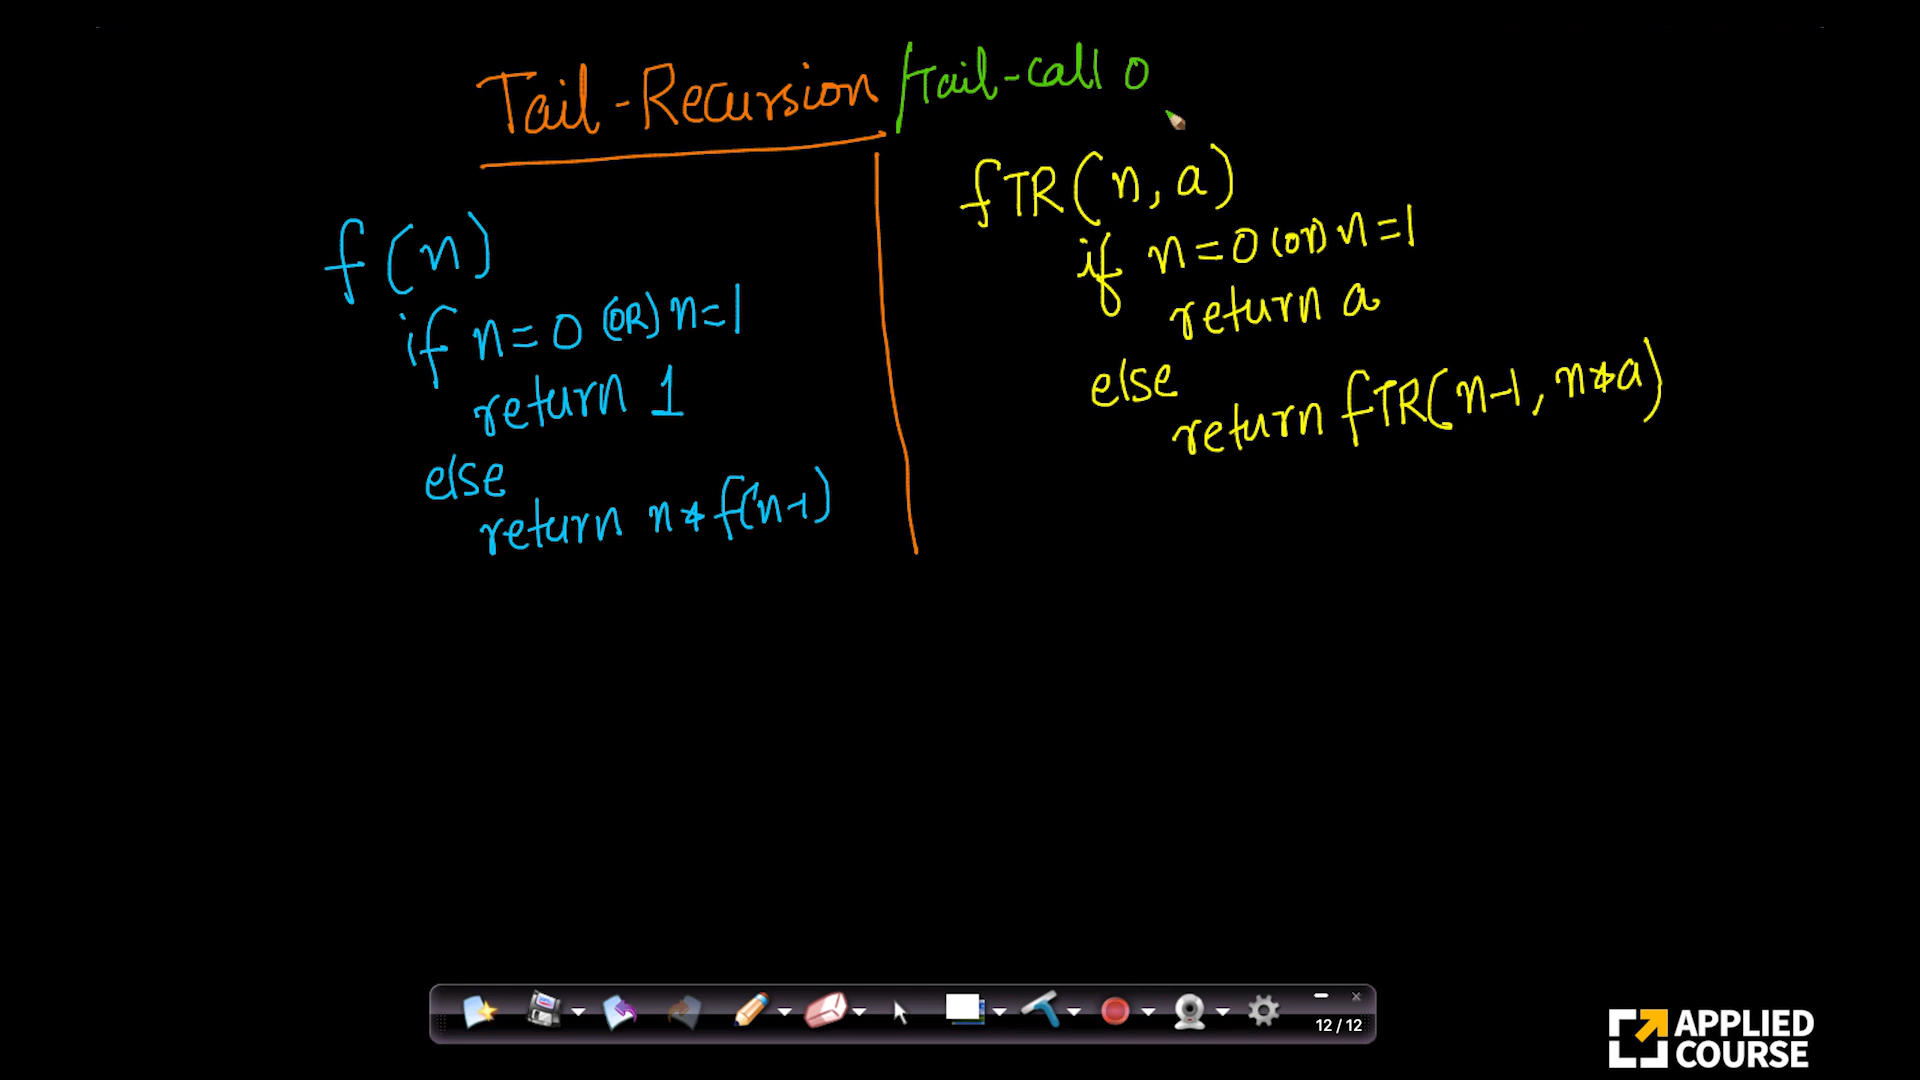 Tail-Recursion /Tail-call O
f(n)
if n=0 (OR) n=1
return 1
else
return n*f(n-1)
fTR(n, a)
if n=0 (or) n=1
return a
else
return fTR(n-1, n*a)
12 / 12
APPLIED
COURSE